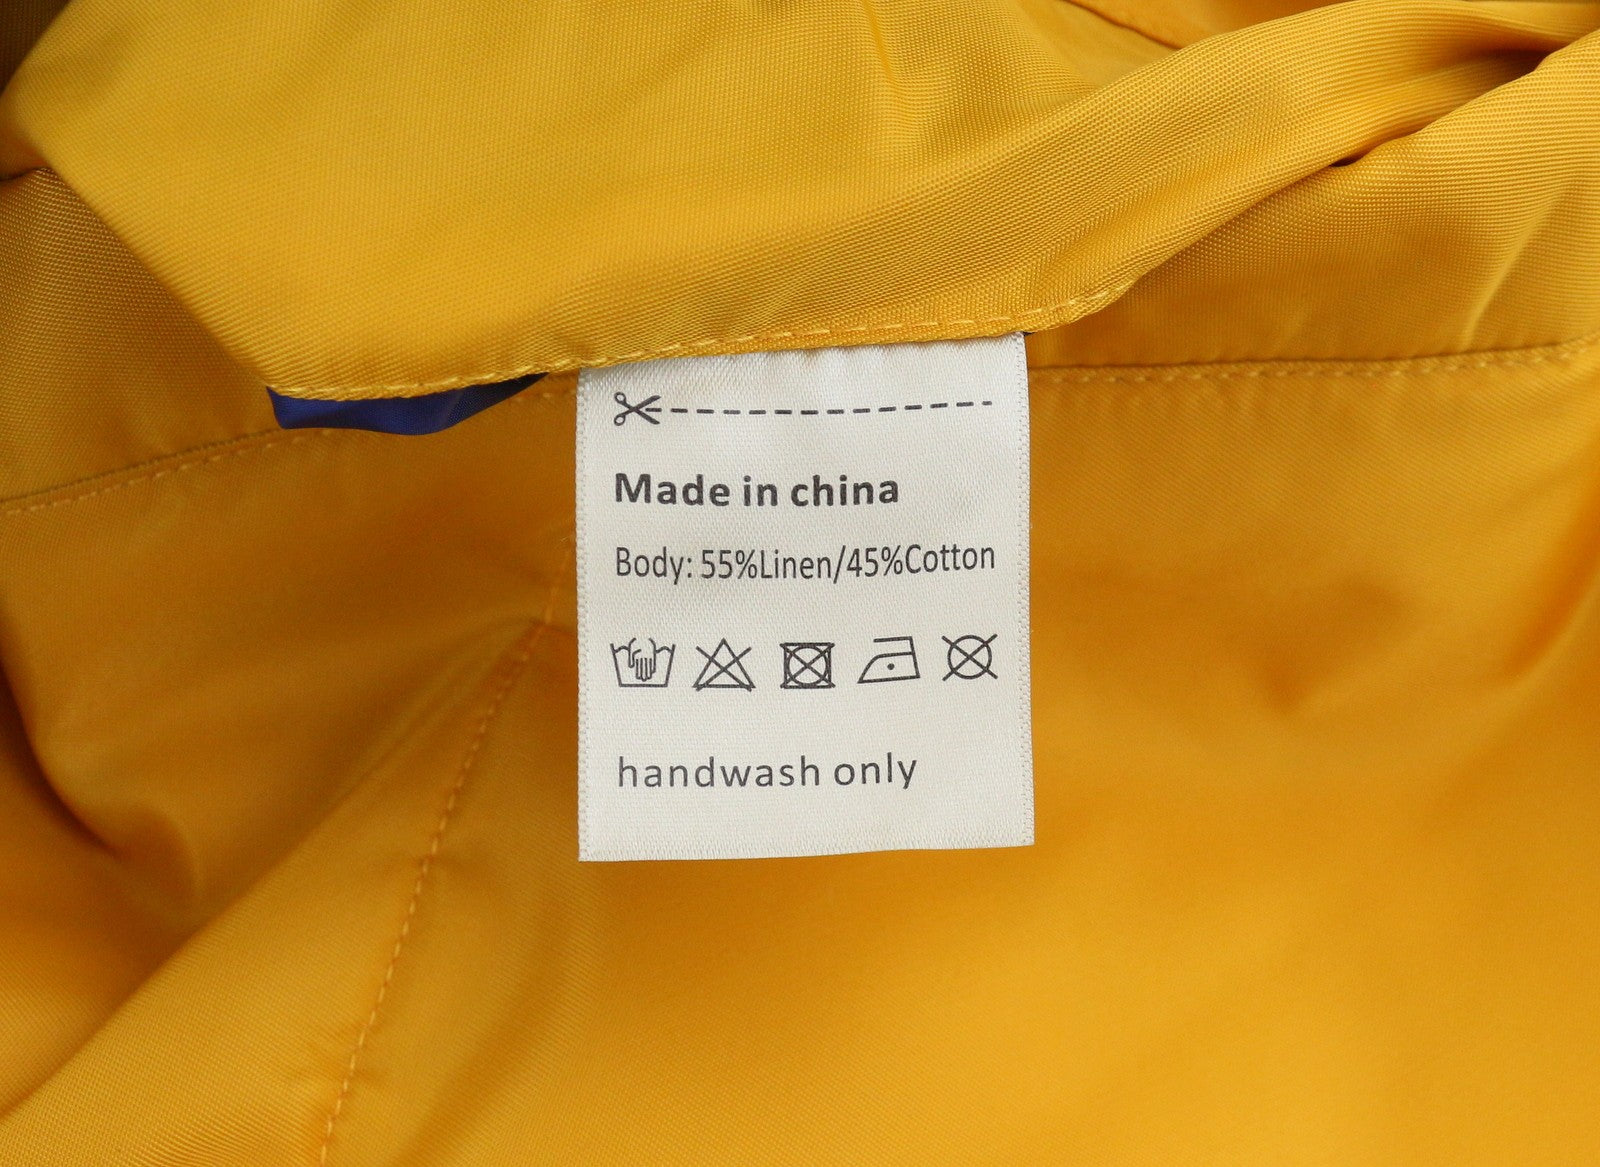 Made in china
Body: 55%Linen/45%Cotton
handwash only